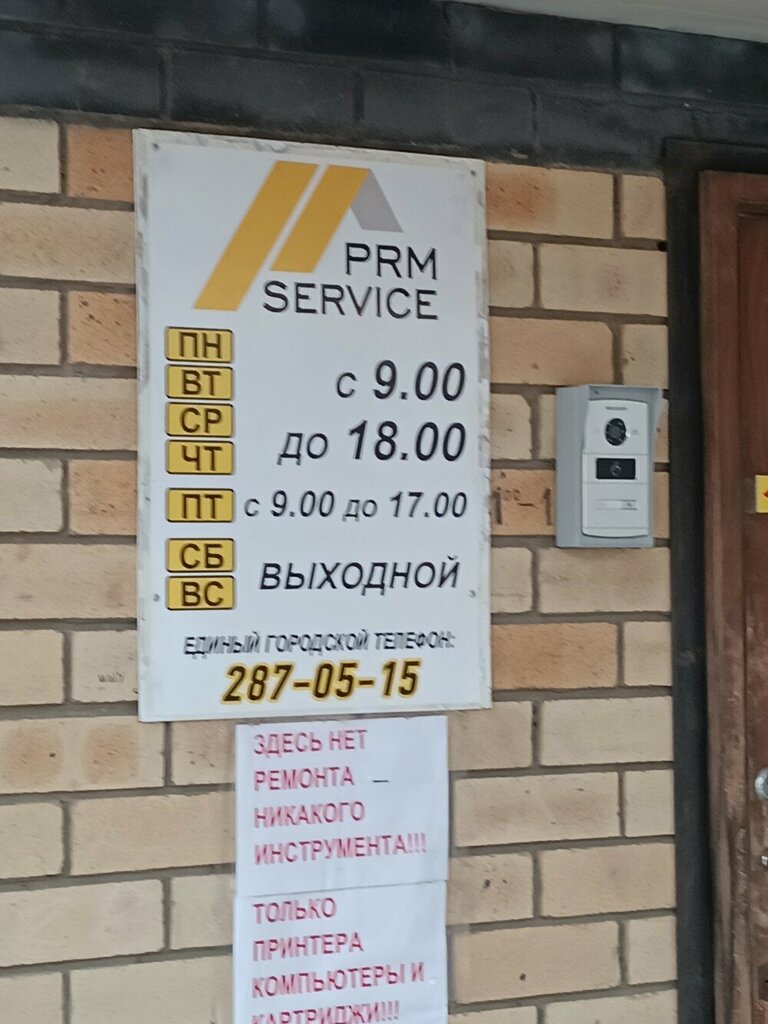 PRM
SERVICE
ПН
ВТ
СР
ЧТ
с 9.00
до 18.00
ПТ с 9.00 до 17.00
СБ
ВС
ВЫХОДНОЙ
ЕДИНЫЙ ГОРОДСКОЙ ТЕЛЕФОН:
287-05-15
ЗДЕСЬ НЕТ
РЕМОНТА
НИКАКОГО
ИНСТРУМЕНТА!!!
ТОЛЬКО
ПРИНТЕРА
КОМПЬЮТЕРЫ И
КАРТРИДЖИ!!!